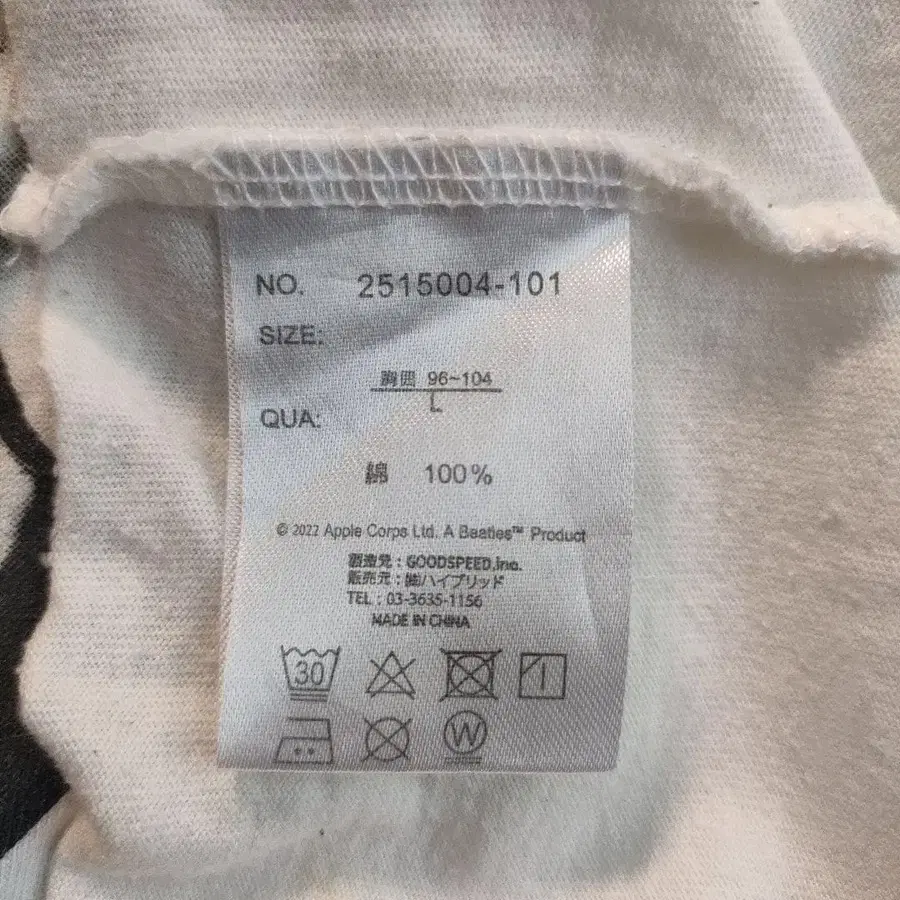 NO. 2515004-101
SIZE:
胸囲 96~104
L
QUA:
綿 100%
© 2022 Apple Corps Ltd. A Beatles™ Product
製造元：GOODSPEED.inc.
販売元：㈱ハイブリッド
TEL：03-3635-1156
MADE IN CHINA
30 1
W